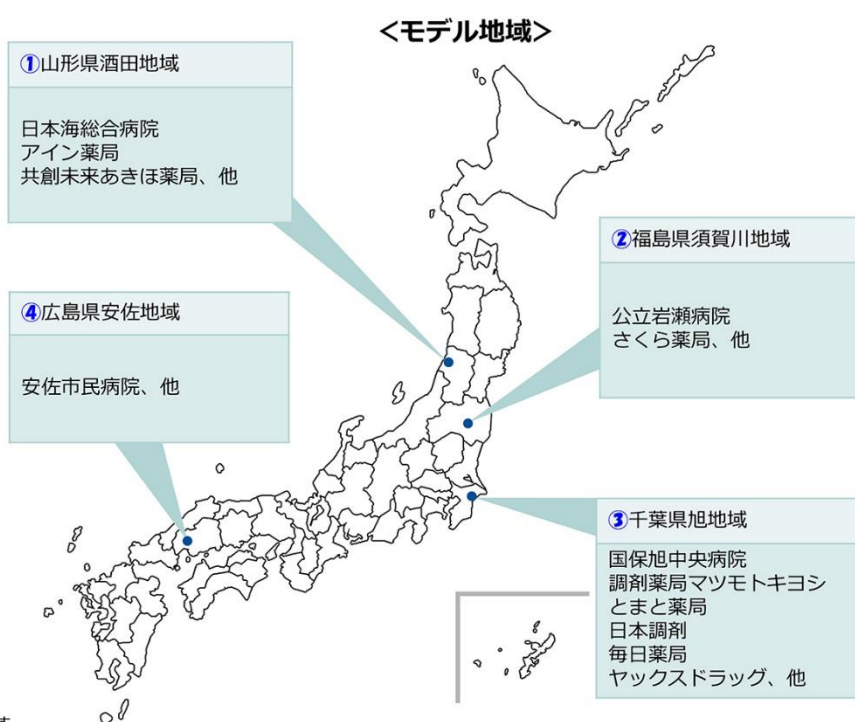 <モデル地域>
①山形県酒田地域
日本海総合病院
アイン薬局
共創未来あきほ薬局、他
②福島県須賀川地域
公立岩瀬病院
さくら薬局、他
④広島県安佐地域
安佐市民病院、他
③千葉県旭地域
国保旭中央病院
調剤薬局マツモトキヨシ
とまと薬局
日本調剤
毎日薬局
ヤックスドラッグ、他